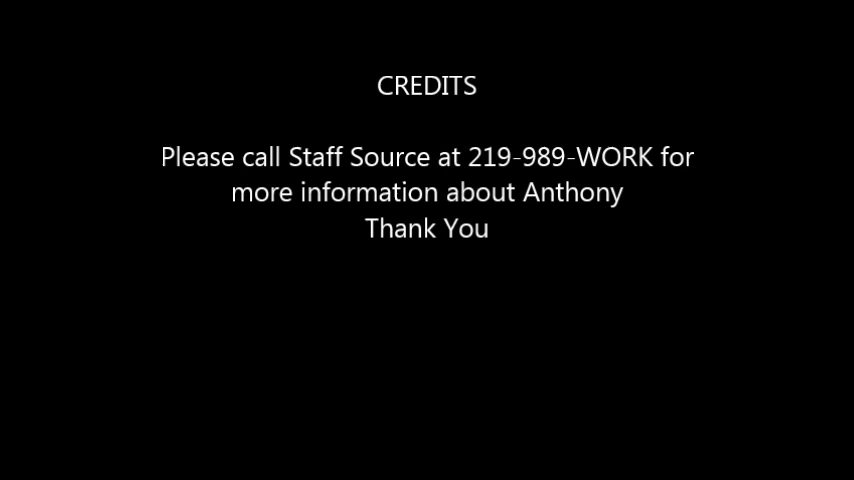 CREDITS
Please call Staff Source at 219-989-WORK for
more information about Anthony
Thank You